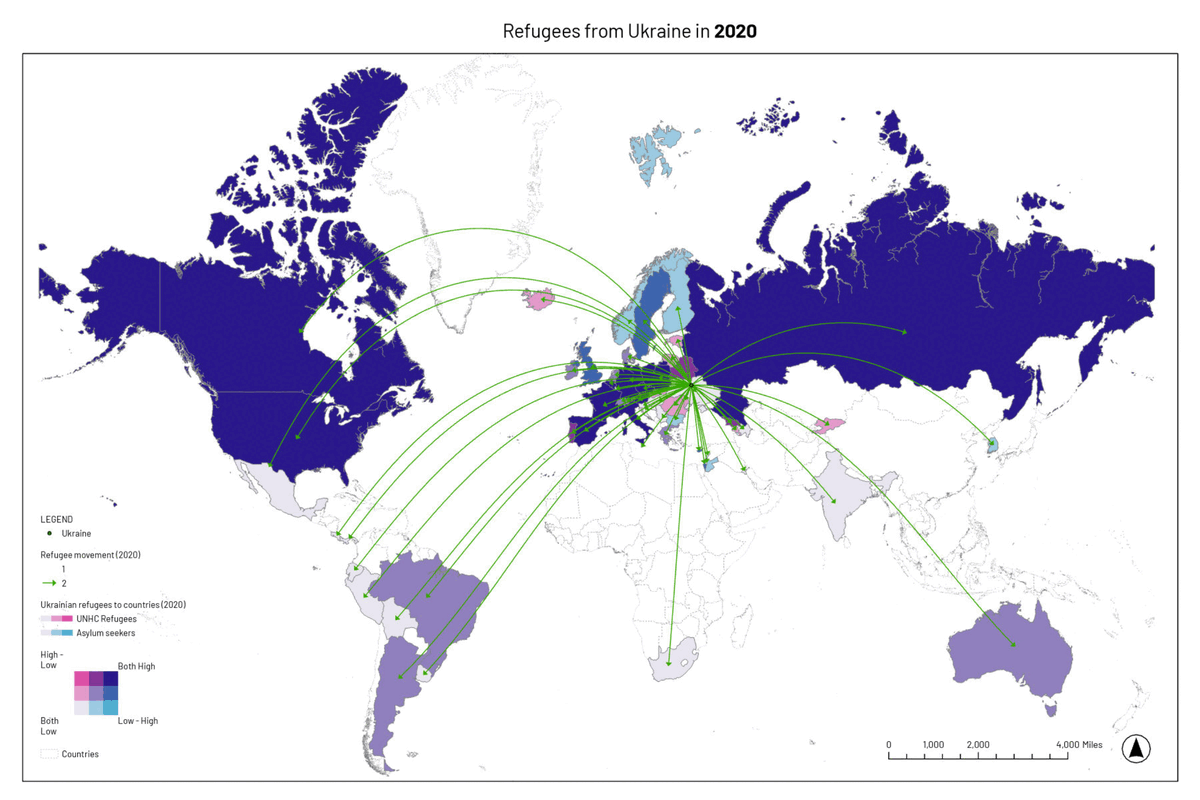 Refugees from Ukraine in 2020
LEGEND
Ukraine
Refugee movement (2020)
1
2
Ukrainian refugees to countries (2020)
UNHC Refugees
Asylum seekers
High -
Low
Both High
Both
Low
Low - High
Countries
0 1,000 2,000 4,000 Miles